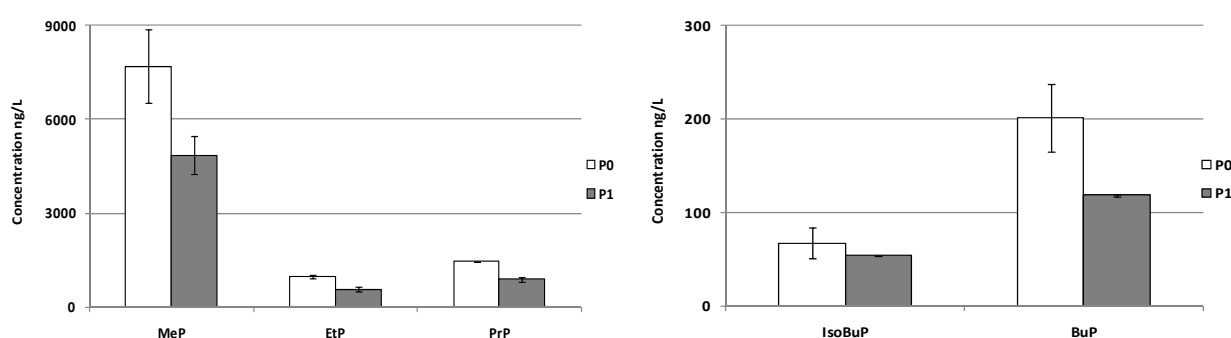 9000
6000
3000
0
Concentration ng/L
MeP EtP PrP
P0
P1
300
200
100
0
Concentration ng/L
IsoBuP BuP
P0
P1